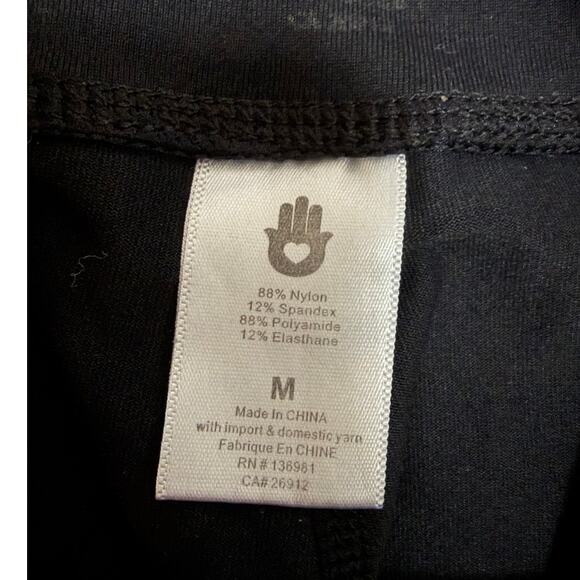 88% Nylon
12% Spandex
88% Polyamide
12% Elasthane
M
Made In CHINA
with import & domestic yarn
Fabrique En CHINE
RN # 136981
CA# 26912